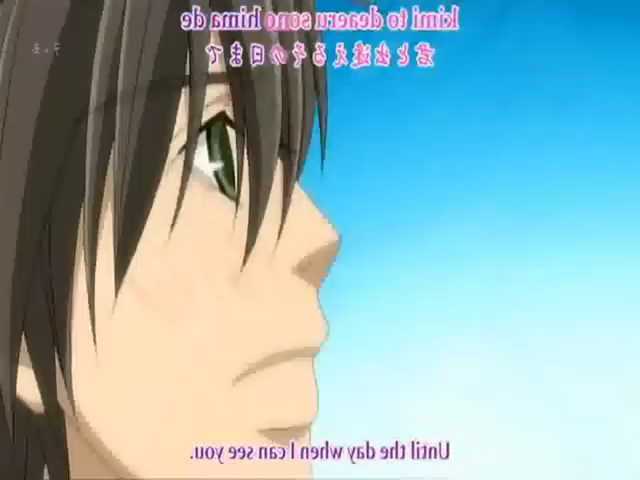 kimi to deaeru sono hima de
君と出逢えるその日まで
Until the day when I can see you.